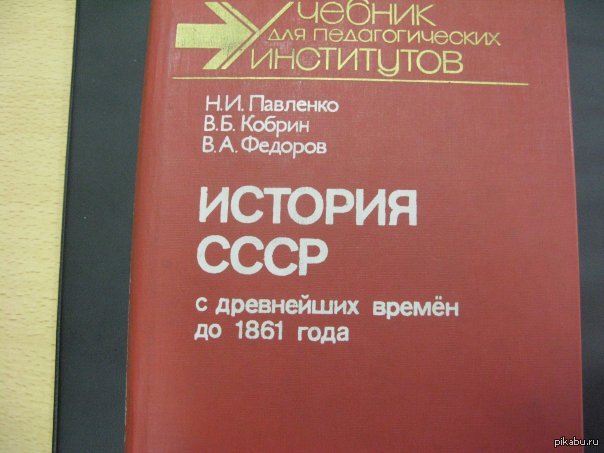 Учебник
для педагогических
институтов
Н.И. Павленко
В.Б. Кобрин
В.А. Федоров
ИСТОРИЯ
СССР
с древнейших времён
до 1861 года
pikabu.ru